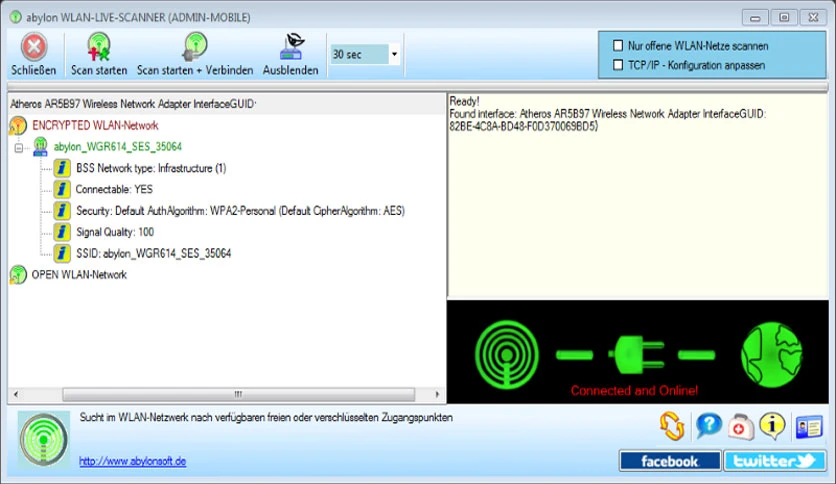 abylon WLAN-LIVE-SCANNER (ADMIN-MOBILE)
Schließen
Scan starten
Scan starten + Verbinden
Ausblenden
30 sec
Nur offene WLAN-Netze scannen
TCP/IP - Konfiguration anpassen
Atheros AR5B97 Wireless Network Adapter InterfaceGUID
ENCRYPTED WLAN-Network
abylon_WGR614_SES_35064
BSS Network type: Infrastructure (1)
Connectable: YES
Security: Default AuthAlgorithm: WPA2-Personal (Default CipherAlgorithm: AES)
Signal Quality: 100
SSID: abylon_WGR614_SES_35064
OPEN WLAN-Network
Ready!
Found interface: Atheros AR5B97 Wireless Network Adapter InterfaceGUID:
82BE-4C8A-BD48-F0D370069BD5)
Connected and Online!
Sucht im WLAN-Netzwerk nach verfügbaren freien oder verschlüsselten Zugangspunkten
http://www.abylonsoft.de
facebook
twitter